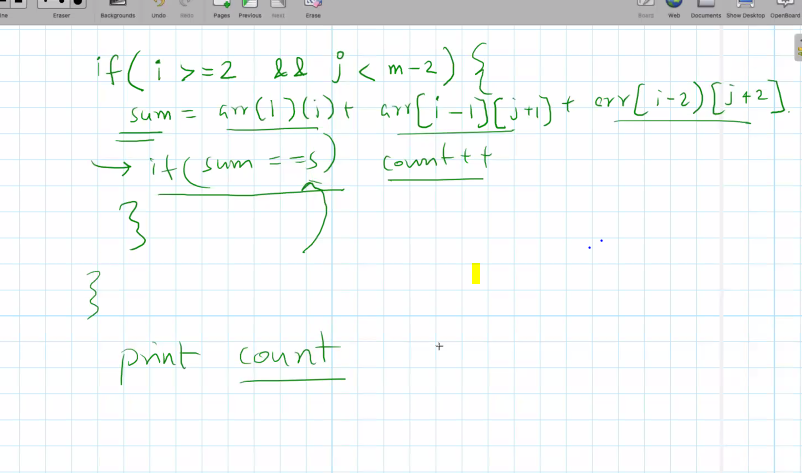 Eraser Backgrounds Undo Redo Pages Previous Next Erase Board Web Documents Show Desktop OpenBoard
if( i >=2 && j < m-2) {
sum = arr(i)(j) + arr[i-1][j+1] + arr[i-2)[j+2].
→ if(sum ==s) count++
}
}
print count